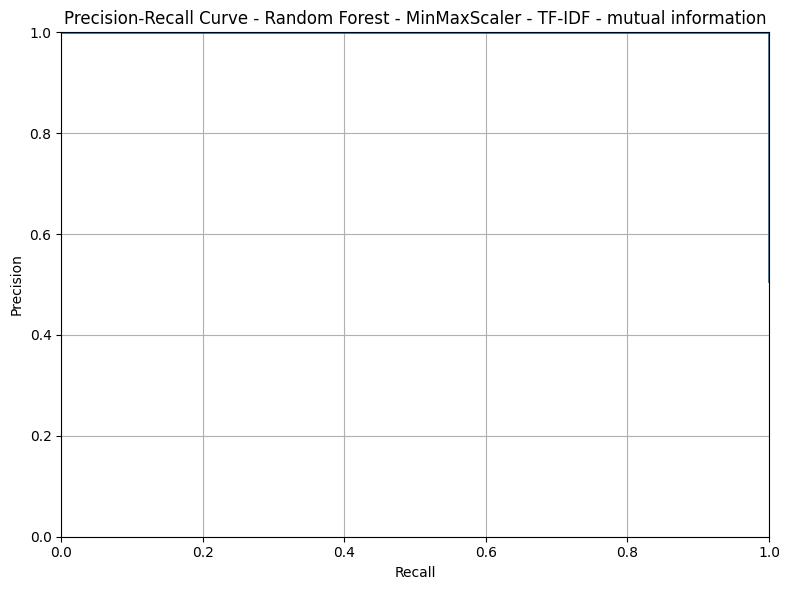 Precision-Recall Curve - Random Forest - MinMaxScaler - TF-IDF - mutual information
1.0
0.8
0.6
0.4
0.2
0.0
Precision
0.0 0.2 0.4 0.6 0.8 1.0
Recall